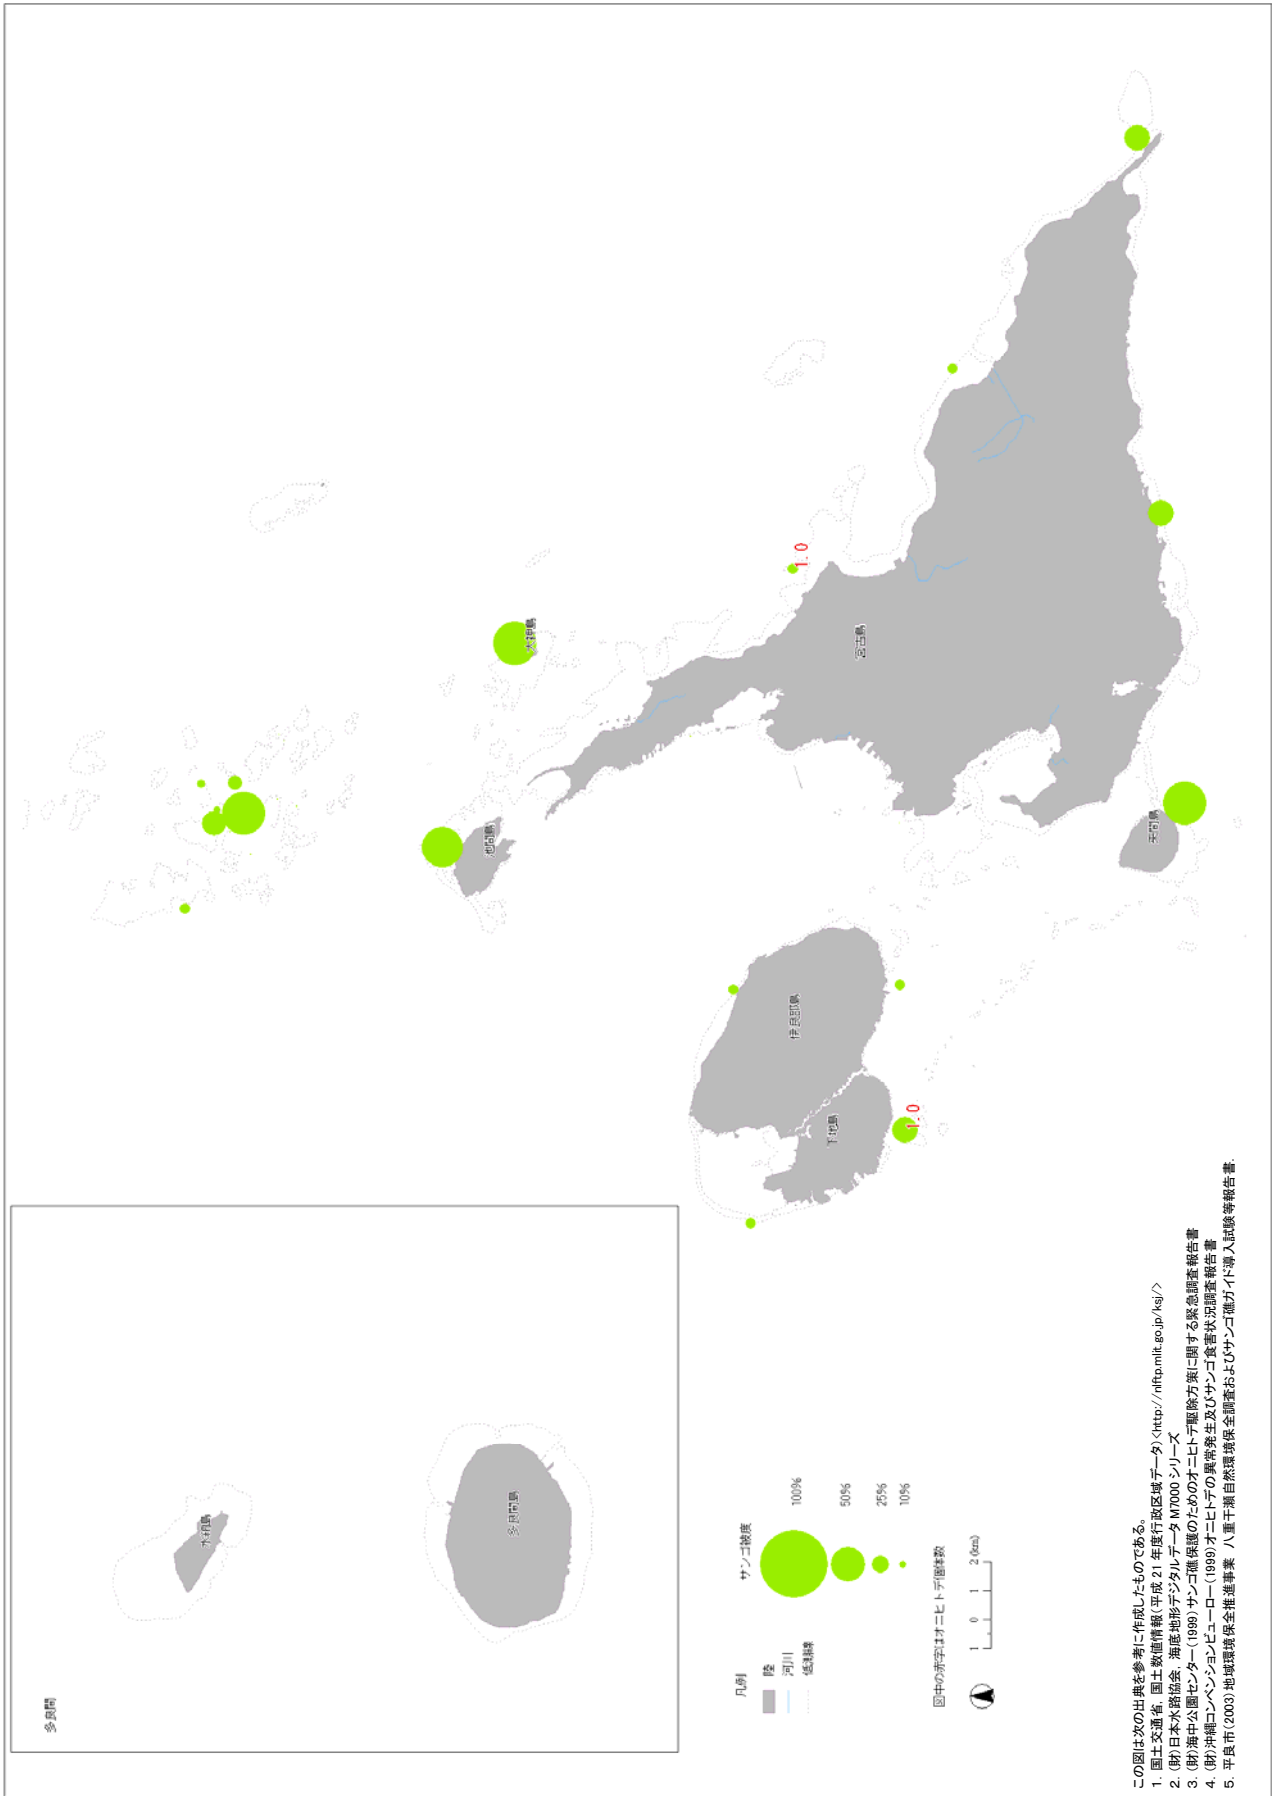 多良間
水納島
多良間島
池間島
大神島
宮古島
伊良部島
下地島
来間島
1.0
1.0
凡例
陸
河川
低潮線
サンゴ被度
100%
50%
25%
10%
図中の赤字はオニヒトデ個体数
1 0 1 2 (km)
この図は次の出典を参考に作成したものである。
1. 国土交通省, 国土数値情報(平成 21 年度行政区域データ)<http://nlftp.mlit.go.jp/ksj/>
2. (財)日本水路協会, 海底地形デジタルデータ M7000 シリーズ
3. (財)海中公園センター(1999)サンゴ礁保護のためのオニヒトデ駆除方策に関する緊急調査報告書
4. (財)沖縄コンベンションビューロー(1999)オニヒトデの異常発生及びサンゴ食害状況調査報告書
5. 平良市(2003)地域環境保全推進事業 八重干瀬自然環境保全調査およびサンゴ礁ガイド導入試験等報告書.